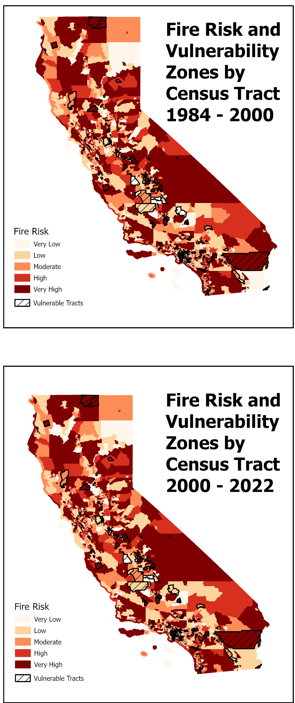 Fire Risk and
Vulnerability
Zones by
Census Tract
1984 - 2000
Fire Risk
Very Low
Low
Moderate
High
Very High
Vulnerable Tracts
Fire Risk and
Vulnerability
Zones by
Census Tract
2000 - 2022
Fire Risk
Very Low
Low
Moderate
High
Very High
Vulnerable Tracts